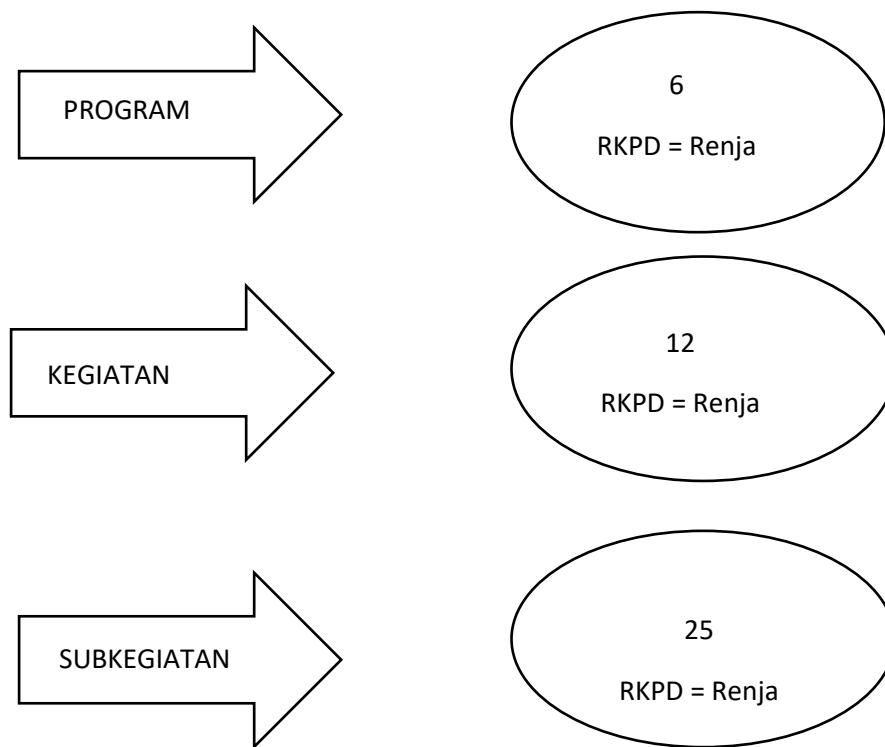 PROGRAM
6
RKPD = Renja
KEGIATAN
12
RKPD = Renja
SUBKEGIATAN
25
RKPD = Renja